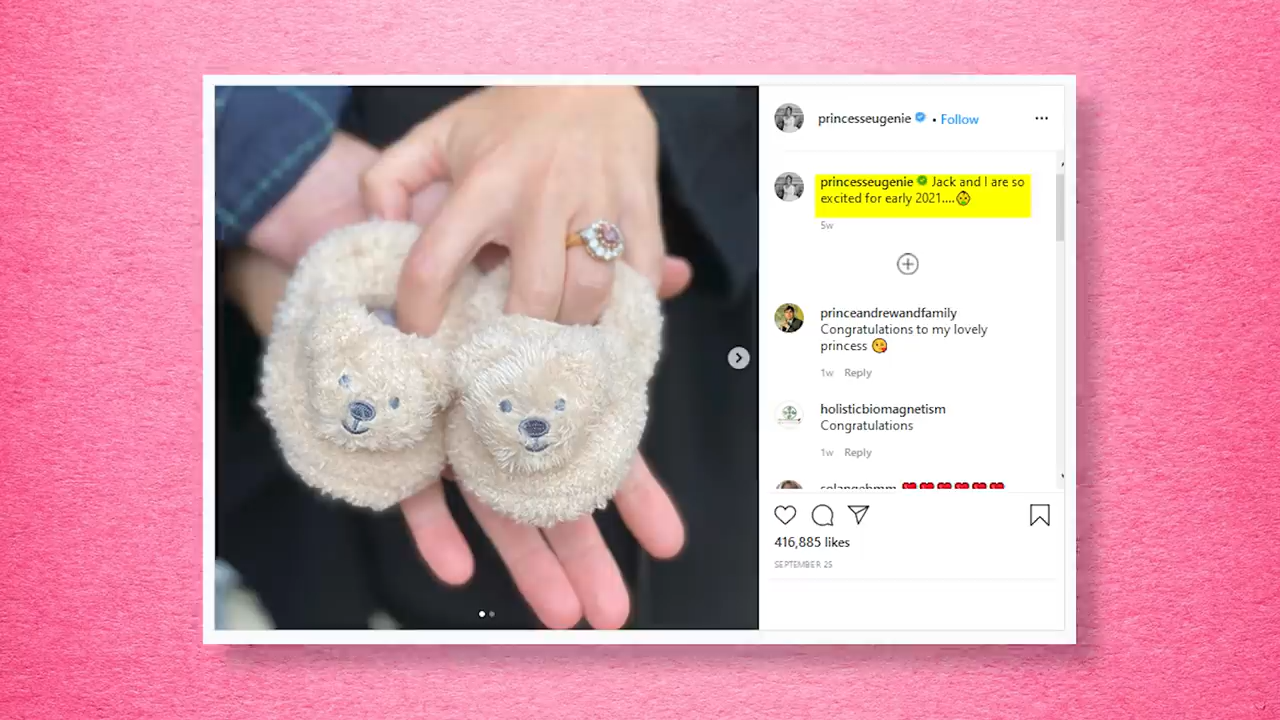 princesseugenie • Follow
princesseugenie Jack and I are so
excited for early 2021....
5w
princeandrewandfamily
Congratulations to my lovely
princess
1w Reply
holisticbiomagnetism
Congratulations
1w Reply
416,885 likes
SEPTEMBER 25